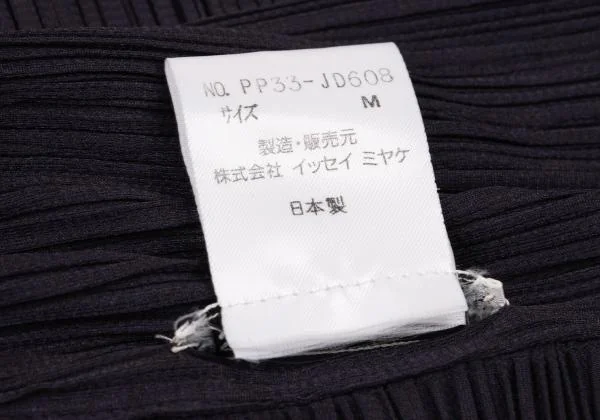 NO. PP33-JD608
サイズ M
製造・販売元
株式会社 イッセイ ミヤケ
日本製